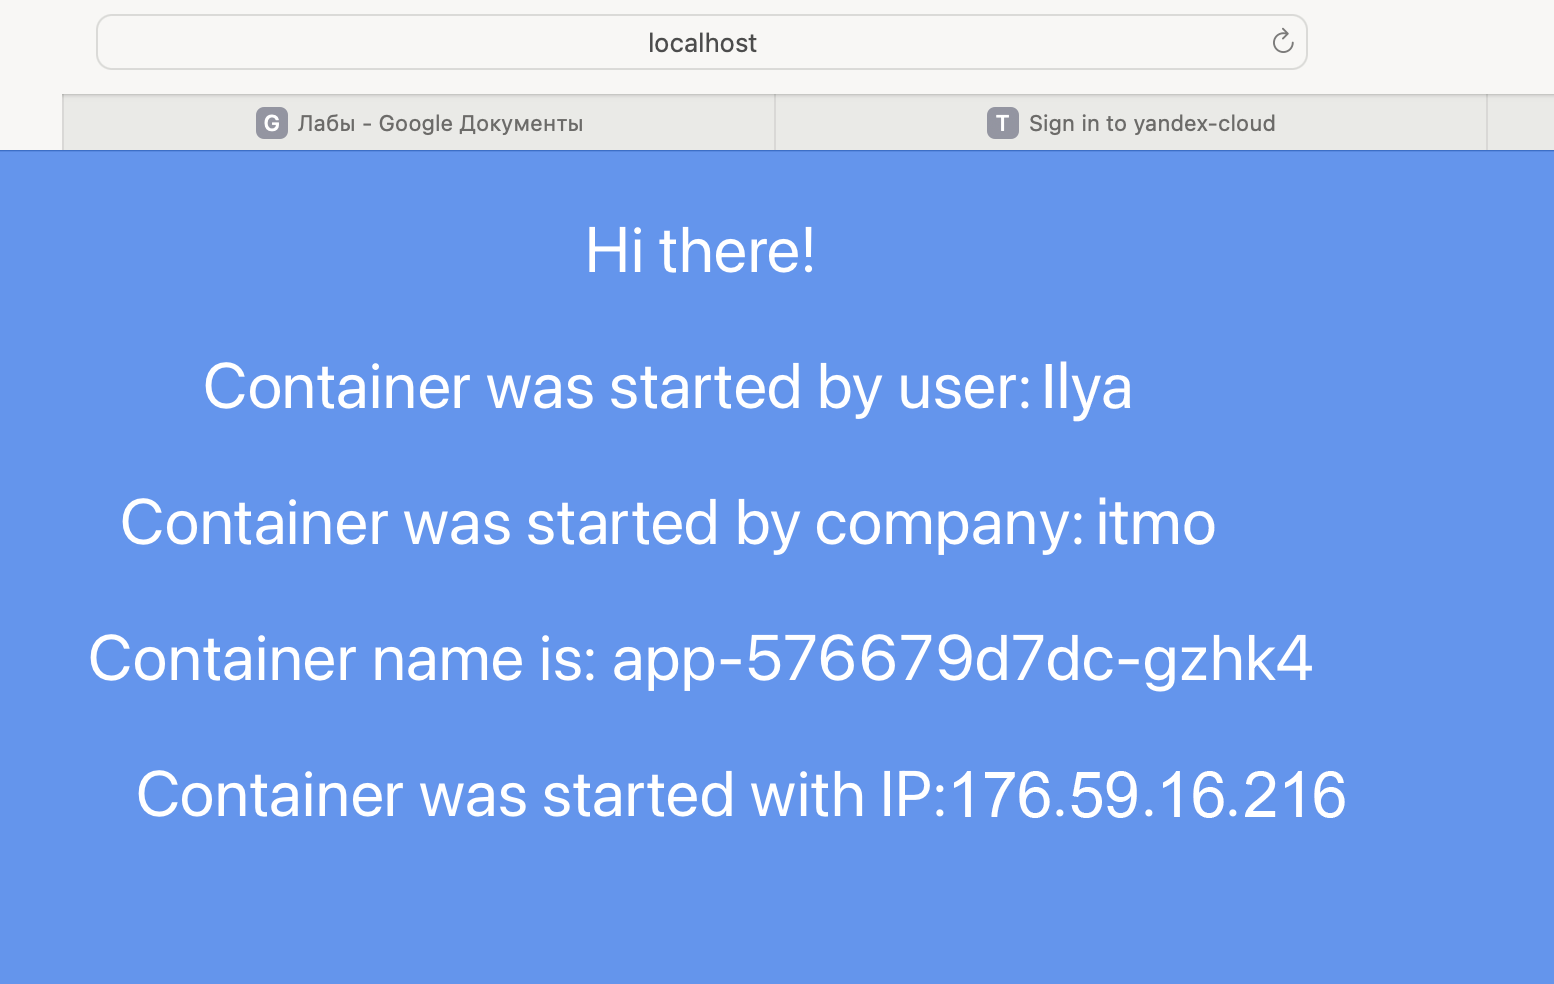 localhost
G Лабы - Google Документы
T Sign in to yandex-cloud
Hi there!
Container was started by user: Ilya
Container was started by company: itmo
Container name is: app-576679d7dc-gzhk4
Container was started with IP:176.59.16.216